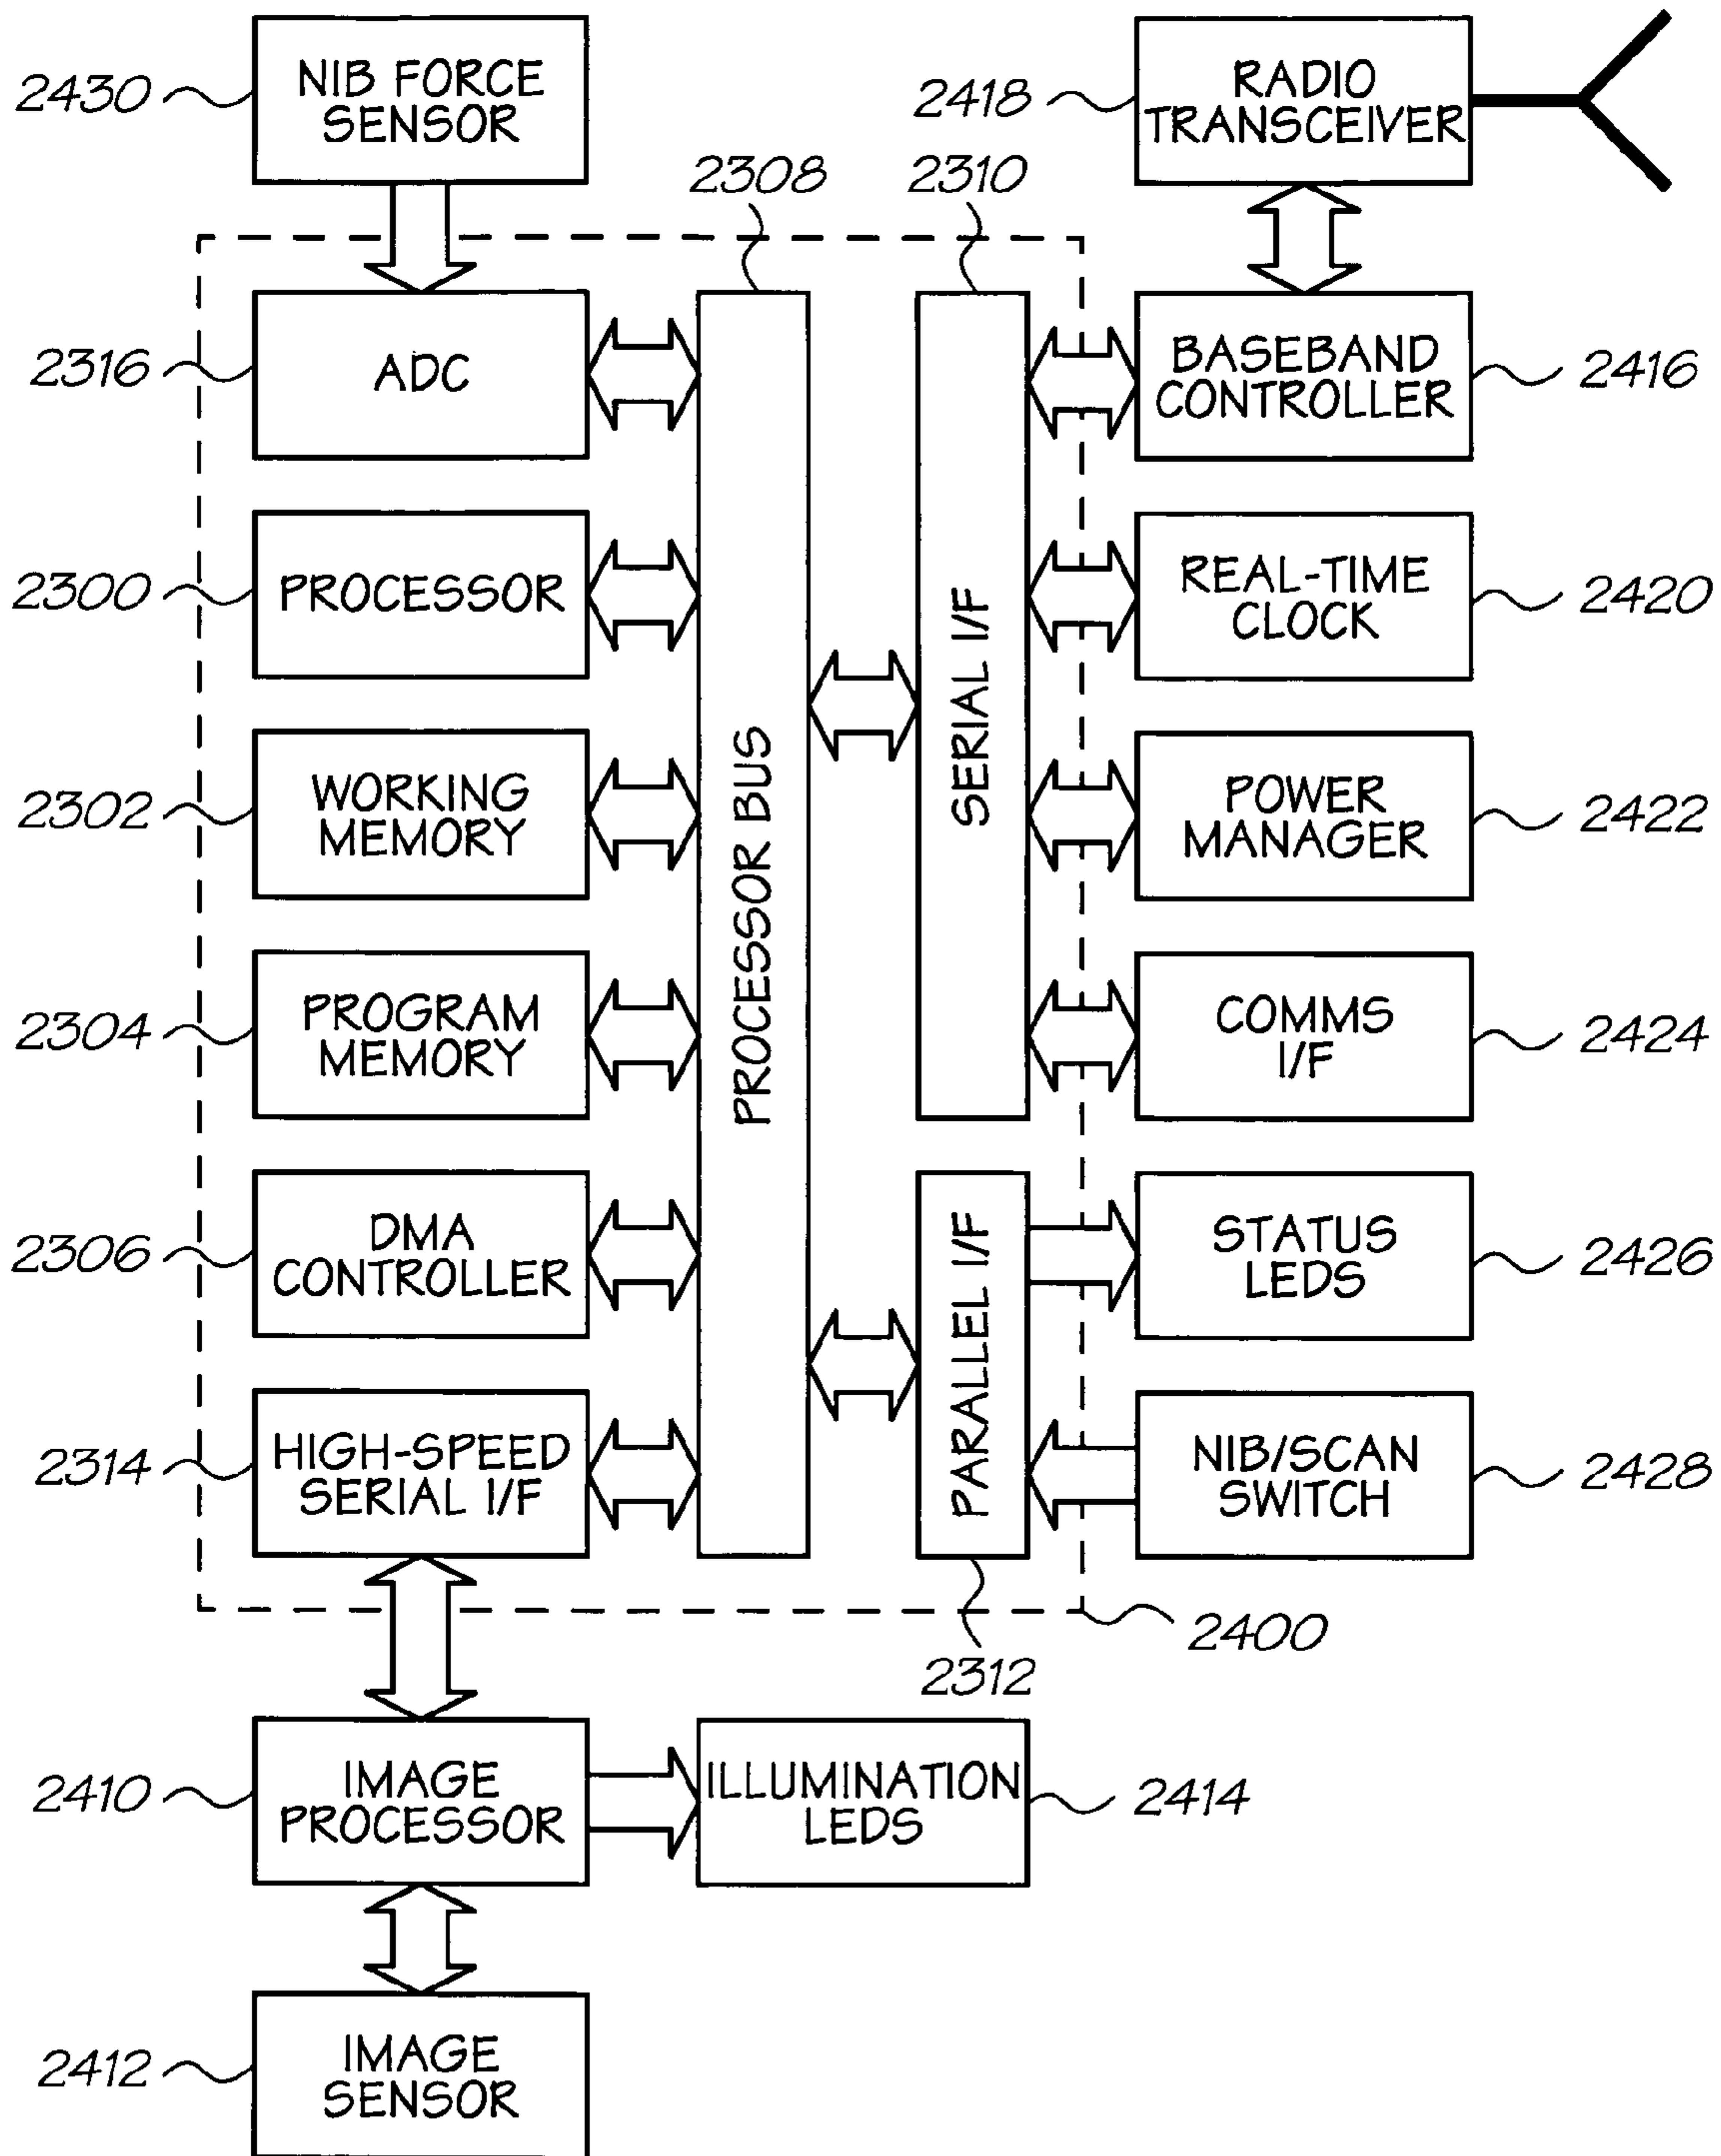 2430
NIB FORCE
SENSOR
2418
RADIO
TRANSCEIVER
2308
2310
2316
ADC
BASEBAND
CONTROLLER
2416
2300
PROCESSOR
REAL-TIME
CLOCK
2420
2302
WORKING
MEMORY
PROCESSOR BUS
SERIAL I/F
POWER
MANAGER
2422
2304
PROGRAM
MEMORY
COMMS
I/F
2424
2306
DMA
CONTROLLER
PARALLEL I/F
STATUS
LEDS
2426
2314
HIGH-SPEED
SERIAL I/F
NIB/SCAN
SWITCH
2428
2400
2312
2410
IMAGE
PROCESSOR
ILLUMINATION
LEDS
2414
2412
IMAGE
SENSOR